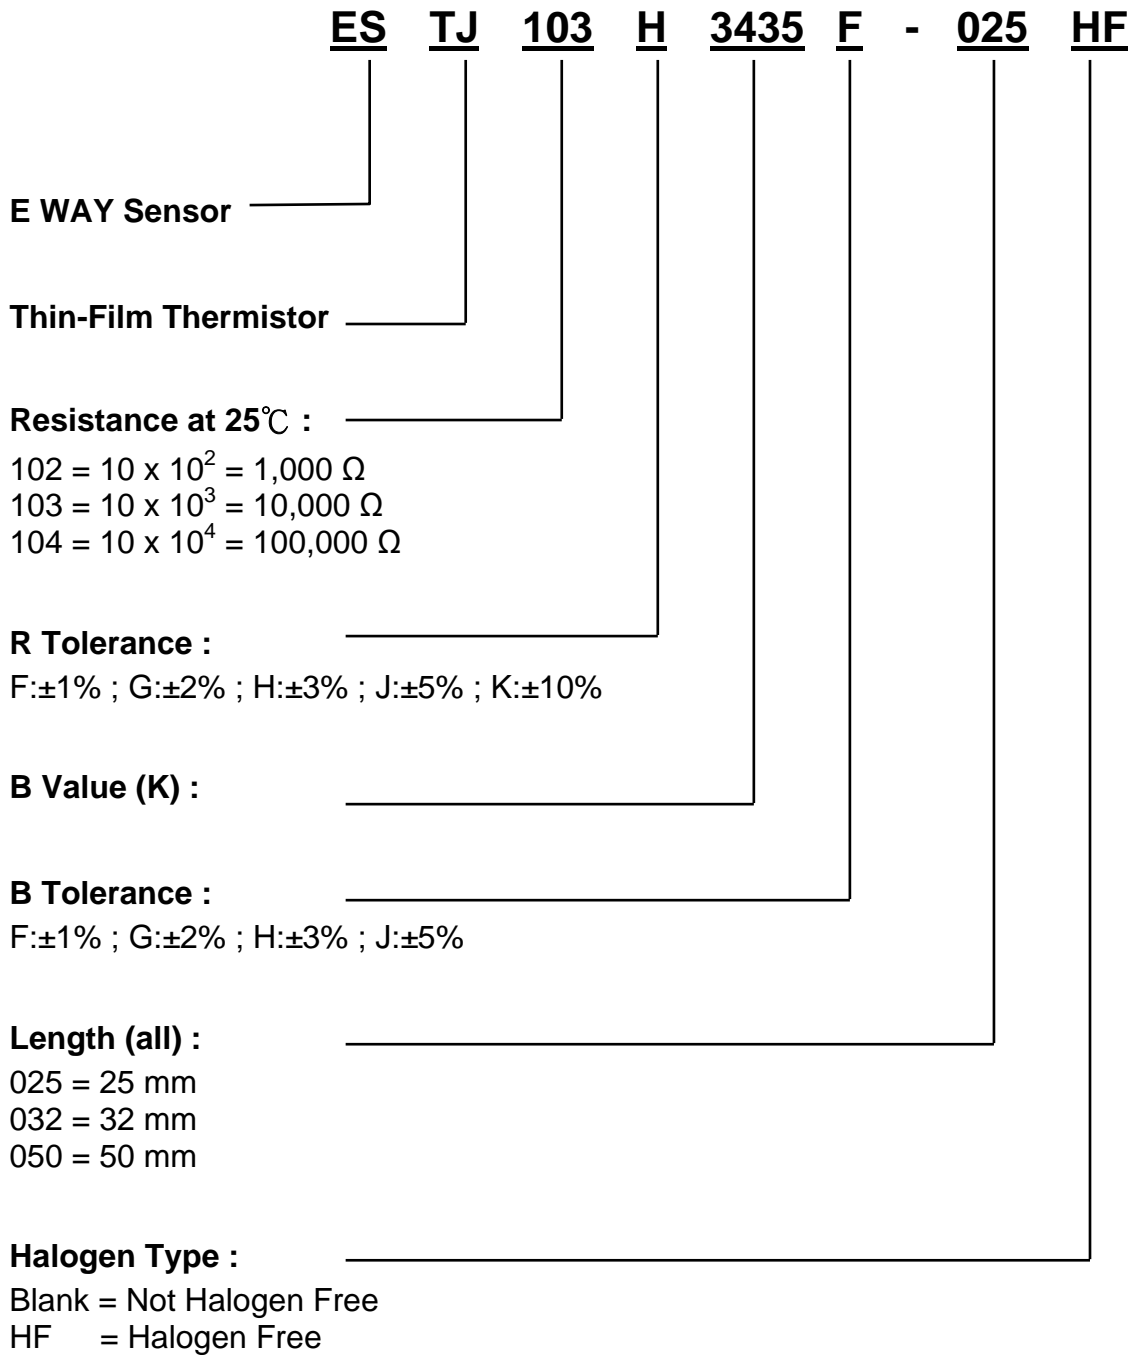 ES TJ 103 H 3435 F - 025 HF
E WAY Sensor
Thin-Film Thermistor
Resistance at 25℃ :
102 = 10 x 10² = 1,000 Ω
103 = 10 x 10³ = 10,000 Ω
104 = 10 x 10⁴ = 100,000 Ω
R Tolerance :
F:±1% ; G:±2% ; H:±3% ; J:±5% ; K:±10%
B Value (K) :
B Tolerance :
F:±1% ; G:±2% ; H:±3% ; J:±5%
Length (all) :
025 = 25 mm
032 = 32 mm
050 = 50 mm
Halogen Type :
Blank = Not Halogen Free
HF = Halogen Free